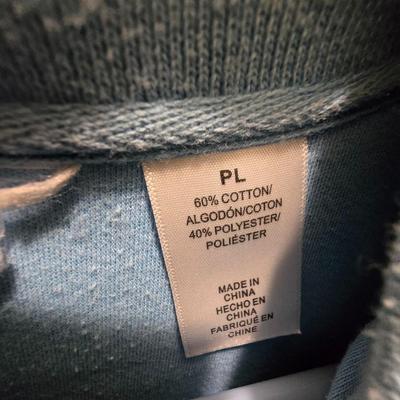 PL
60% COTTON/
ALGODÓN/COTON
40% POLYESTER/
POLIÉSTER
MADE IN
CHINA
HECHO EN
CHINA
FABRIQUÉ EN
CHINE